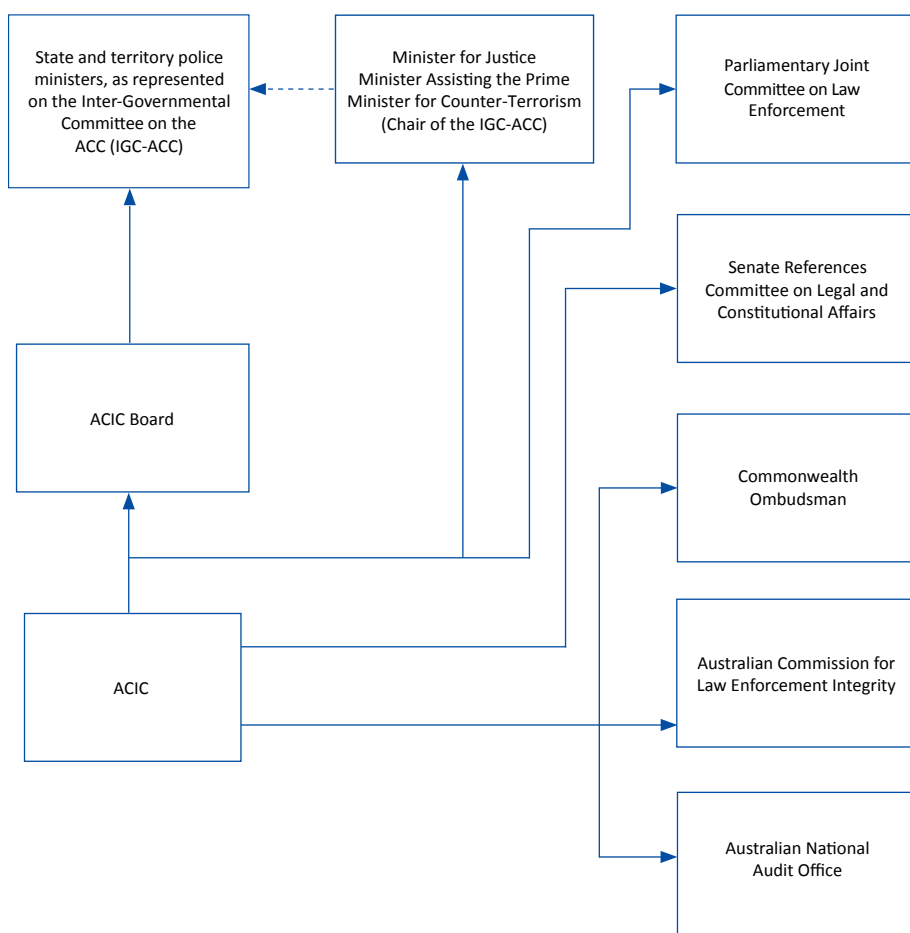 State and territory police
ministers, as represented
on the Inter-Governmental
Committee on the
ACC (IGC-ACC)
Minister for Justice
Minister Assisting the Prime
Minister for Counter-Terrorism
(Chair of the IGC-ACC)
Parliamentary Joint
Committee on Law
Enforcement
Senate References
Committee on Legal and
Constitutional Affairs
ACIC Board
Commonwealth
Ombudsman
ACIC
Australian Commission for
Law Enforcement Integrity
Australian National
Audit Office